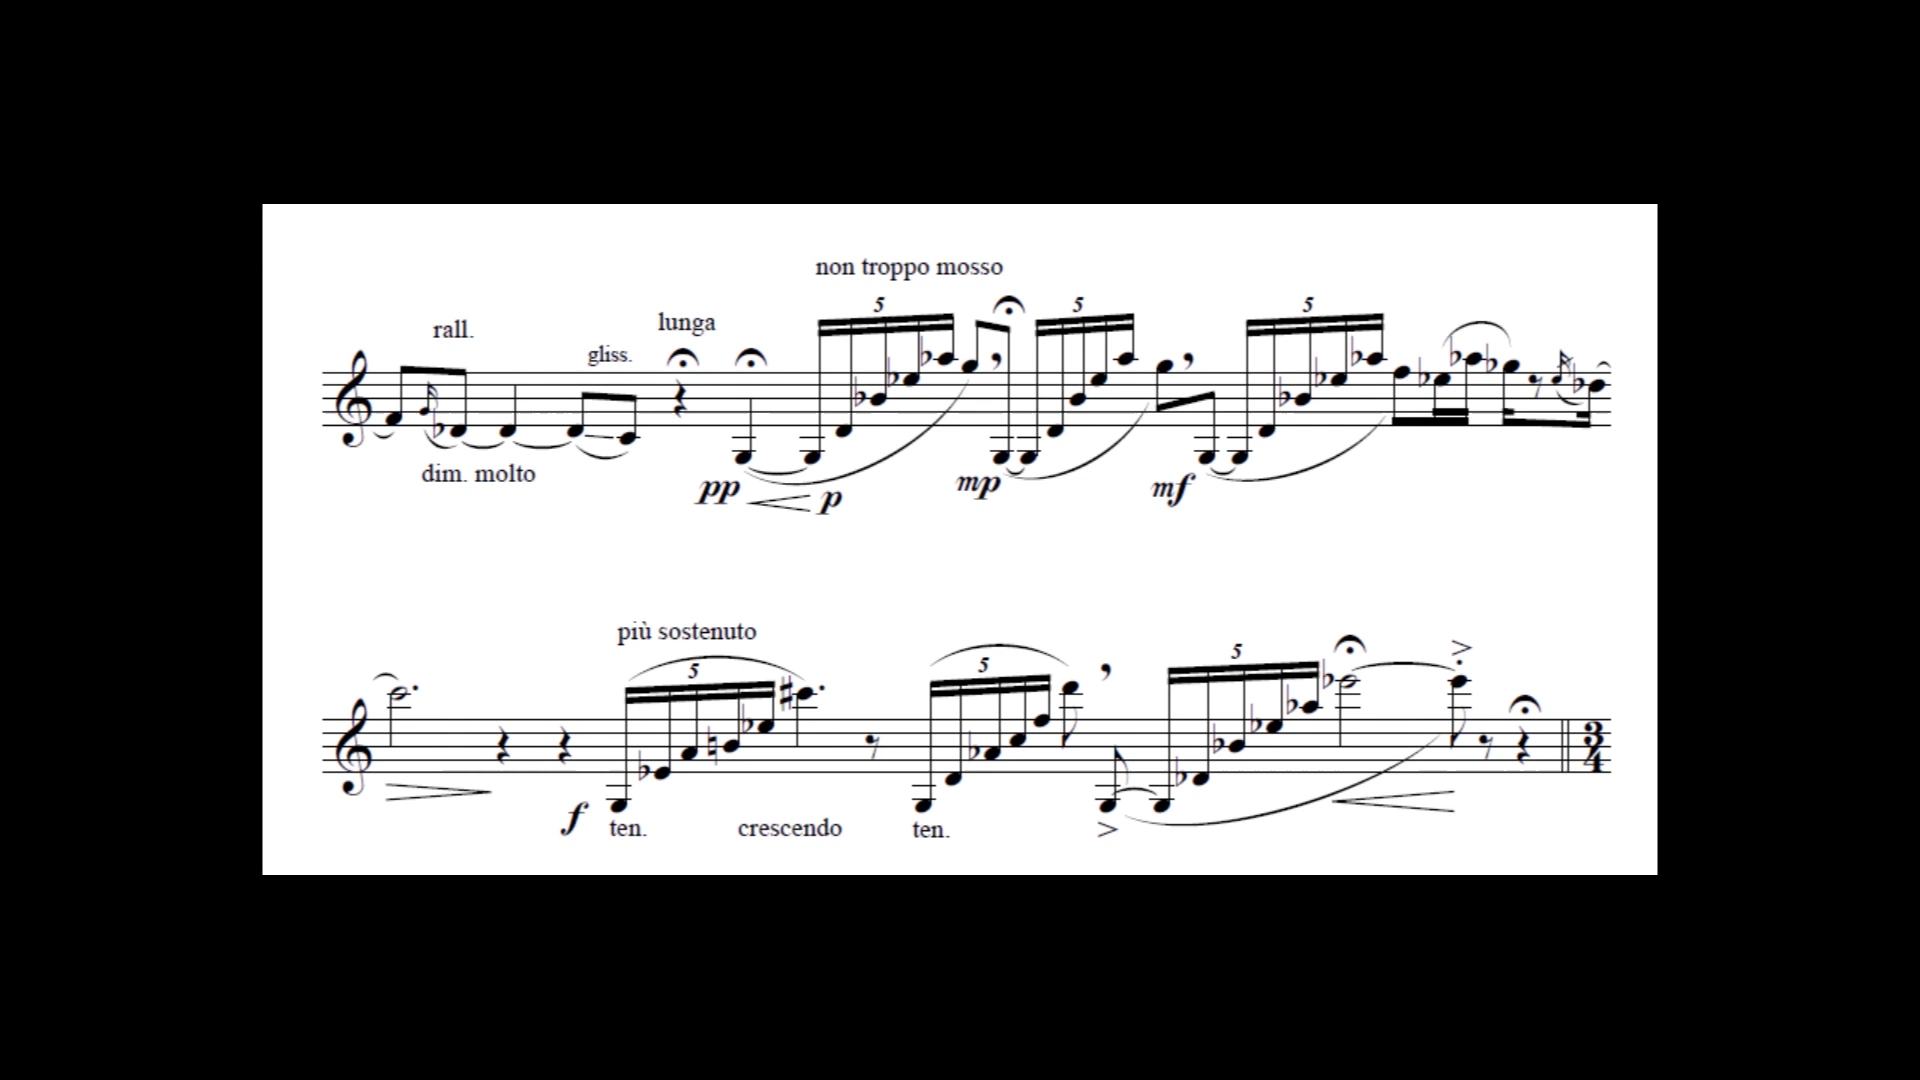 non troppo mosso
5 5 5
rall. lunga
gliss.
dim. molto
pp p mp mf
più sostenuto
5 5 5
3
4
f ten. crescendo ten.